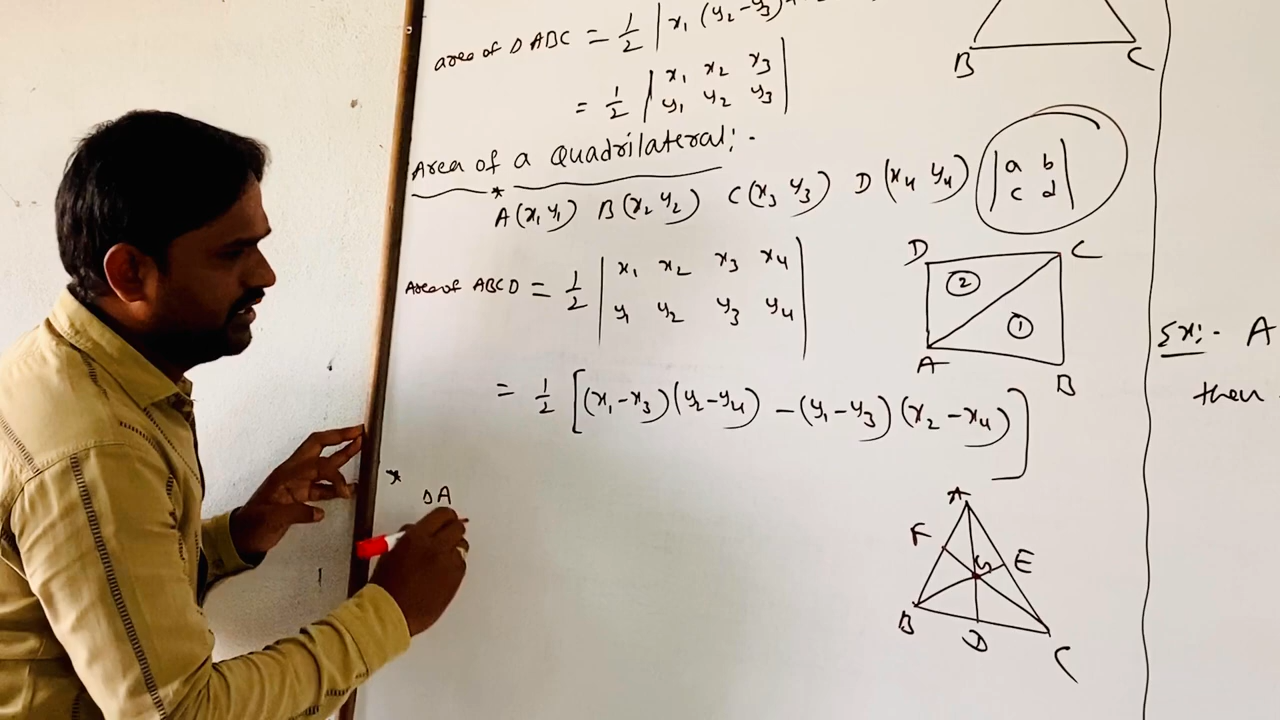 area of Δ ABC = 1/2 | x₁ (y₂-y₃)+
= 1/2 | x₁ x₂ x₃
y₁ y₂ y₃ |
B C
Area of a Quadrilateral:-
* A(x₁ y₁) B(x₂ y₂) C(x₃ y₃) D(x₄ y₄)
| a b
c d |
Area of ABCD = 1/2 | x₁ x₂ x₃ x₄
y₁ y₂ y₃ y₄ |
D C
② ①
A B
= 1/2 [(x₁-x₃)(y₂-y₄) -(y₁-y₃)(x₂-x₄)]
* ΔA
A
F G E
B D C
Ex:- A
then